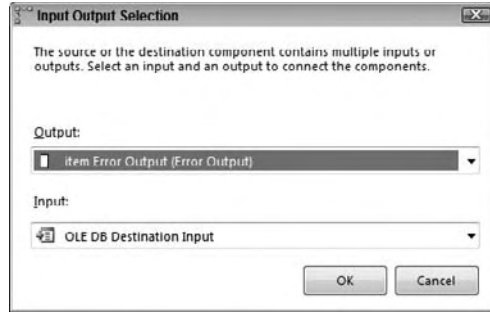 Input Output Selection
The source or the destination component contains multiple inputs or
outputs. Select an input and an output to connect the components.
Output:
item Error Output (Error Output)
Input:
OLE DB Destination Input
OK
Cancel